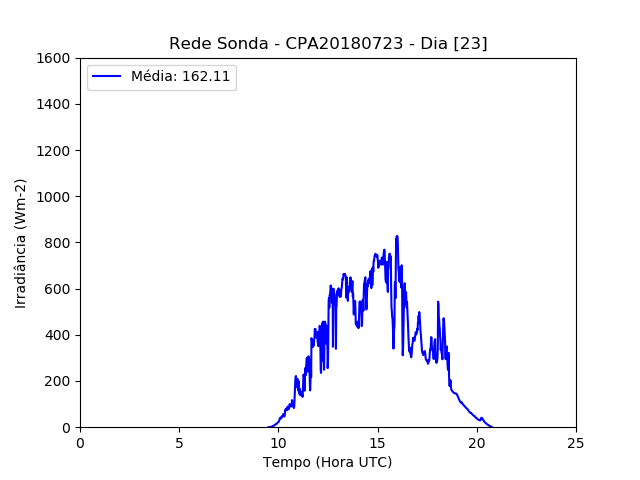 Rede Sonda - CPA20180723 - Dia [23]
Média: 162.11
1600
1400
1200
1000
800
600
400
200
0
Irradiância (Wm-2)
0 5 10 15 20 25
Tempo (Hora UTC)